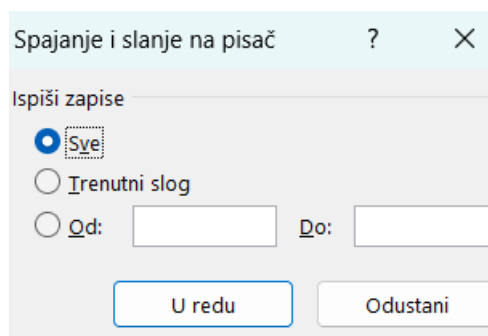 Spajanje i slanje na pisač ?
Ispiši zapise
Sve
Trenutni slog
Od: Do:
U redu Odustani